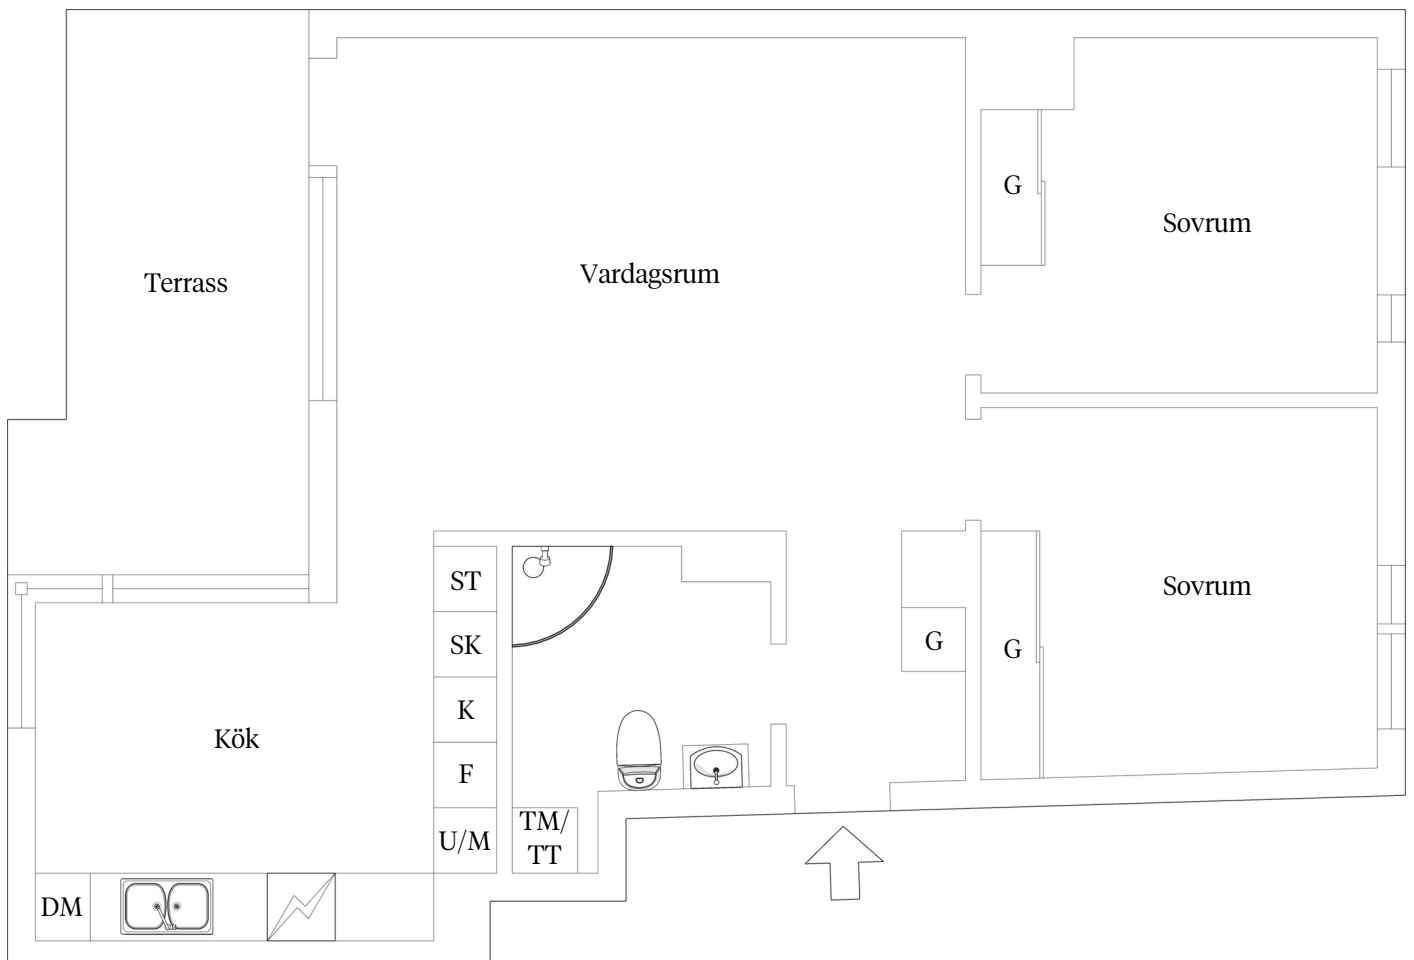 G
Sovrum
Vardagsrum
Terrass
ST
Sovrum
SK
G
G
K
Kök
F
TM/
TT
U/M
DM